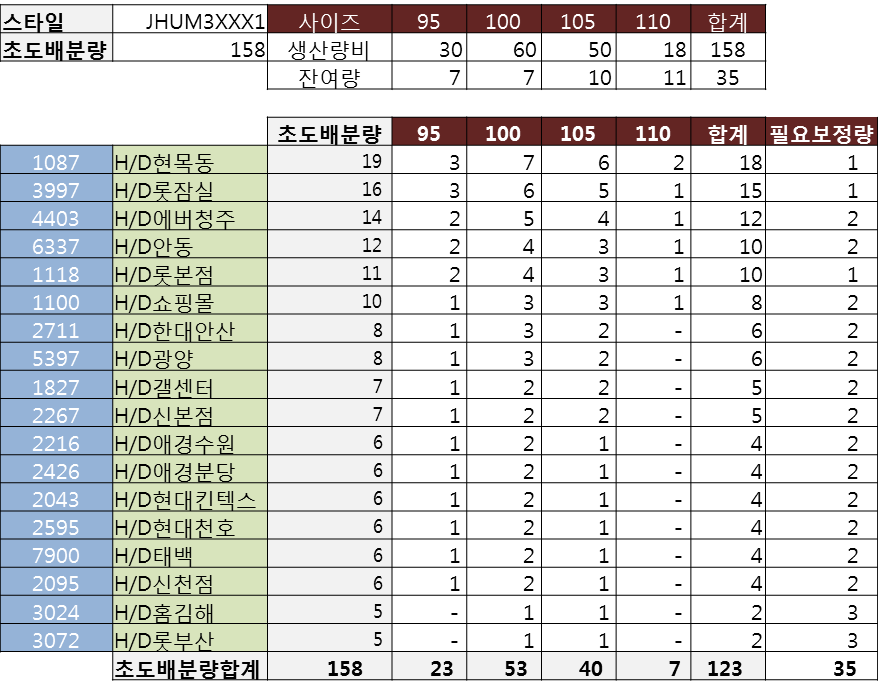 스타일 JHUM3XXX1 사이즈 95 100 105 110 합계
초도배분량 158 생산량비 30 60 50 18 158
잔여량 7 7 10 11 35
초도배분량 95 100 105 110 합계 필요보정량
1087 H/D현목동 19 3 7 6 2 18 1
3997 H/D롯잠실 16 3 6 5 1 15 1
4403 H/D에버청주 14 2 5 4 1 12 2
6337 H/D안동 12 2 4 3 1 10 2
1118 H/D롯본점 11 2 4 3 1 10 1
1100 H/D쇼핑몰 10 1 3 3 1 8 2
2711 H/D한대안산 8 1 3 2 - 6 2
5397 H/D광양 8 1 3 2 - 6 2
1827 H/D갤센터 7 1 2 2 - 5 2
2267 H/D신본점 7 1 2 2 - 5 2
2216 H/D애경수원 6 1 2 1 - 4 2
2426 H/D애경분당 6 1 2 1 - 4 2
2043 H/D현대킨텍스 6 1 2 1 - 4 2
2595 H/D현대천호 6 1 2 1 - 4 2
7900 H/D태백 6 1 2 1 - 4 2
2095 H/D신천점 6 1 2 1 - 4 2
3024 H/D홈김해 5 - 1 1 - 2 3
3072 H/D롯부산 5 - 1 1 - 2 3
초도배분량합계 158 23 53 40 7 123 35